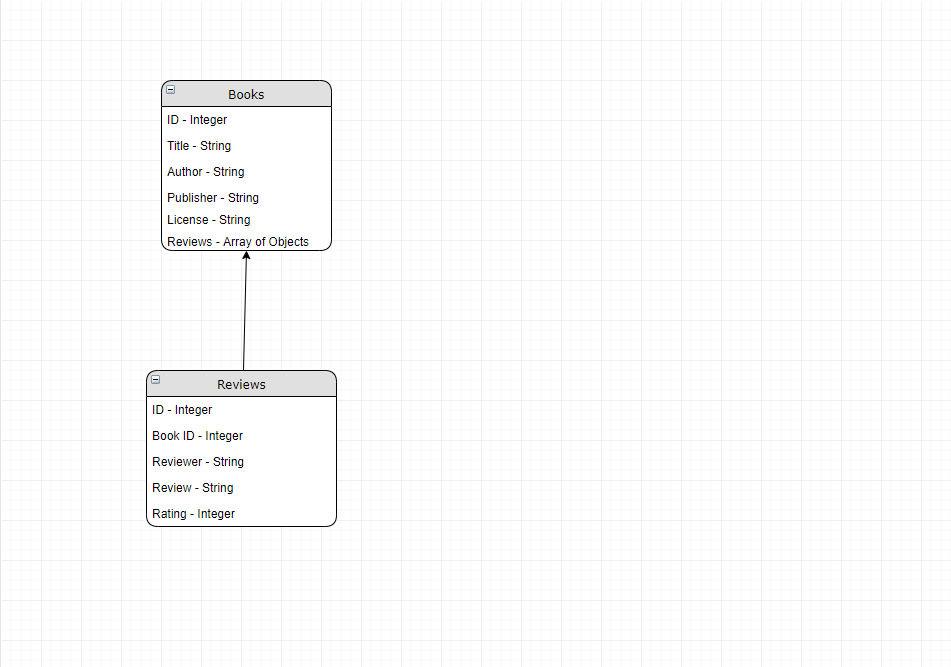 Books
ID - Integer
Title - String
Author - String
Publisher - String
License - String
Reviews - Array of Objects
Reviews
ID - Integer
Book ID - Integer
Reviewer - String
Review - String
Rating - Integer